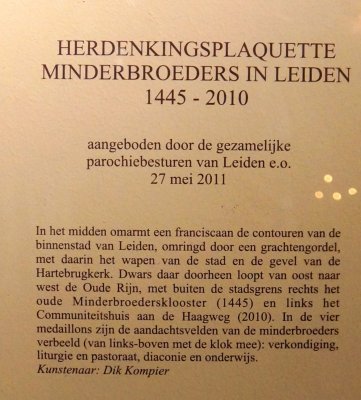 HERDENKINGSPLAQUETTE
MINDERBROEDERS IN LEIDEN
1445 - 2010
aangeboden door de gezamelijke
parochiebesturen van Leiden e.o.
27 mei 2011
In het midden omarmt een franciscaan de contouren van de
binnenstad van Leiden, omringd door een grachtengordel,
met daarin het wapen van de stad en de gevel van de
Hartebrugkerk. Dwars daar doorheen loopt van oost naar
west de Oude Rijn, met buiten de stadsgrens rechts het
oude Minderbroedersklooster (1445) en links het
Communiteitshuis aan de Haagweg (2010). In de vier
medaillons zijn de aandachtsvelden van de minderbroeders
verbeeld (van links-boven met de klok mee): verkondiging,
liturgie en pastoraat, diaconie en onderwijs.
Kunstenaar: Dik Kompier